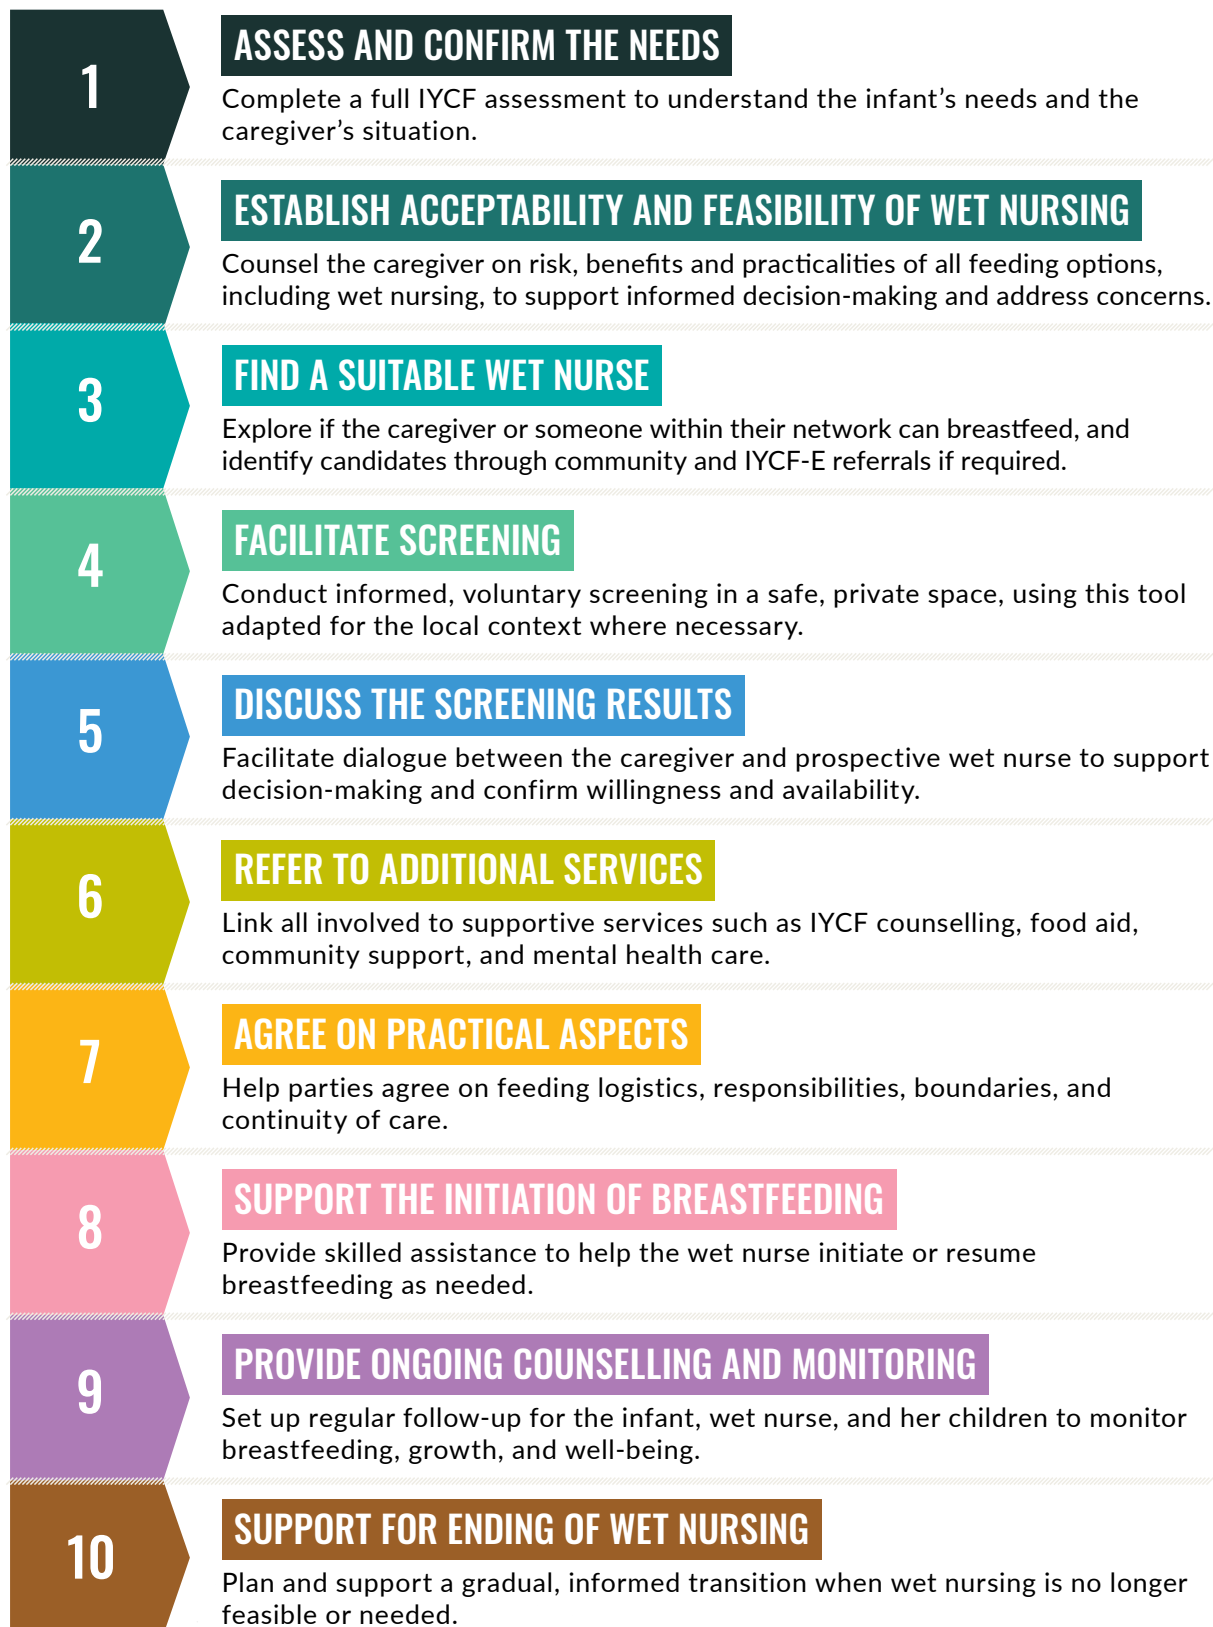 1
ASSESS AND CONFIRM THE NEEDS
Complete a full IYCF assessment to understand the infant’s needs and the
caregiver’s situation.
2
ESTABLISH ACCEPTABILITY AND FEASIBILITY OF WET NURSING
Counsel the caregiver on risk, benefits and practicalities of all feeding options,
including wet nursing, to support informed decision-making and address concerns.
3
FIND A SUITABLE WET NURSE
Explore if the caregiver or someone within their network can breastfeed, and
identify candidates through community and IYCF-E referrals if required.
4
FACILITATE SCREENING
Conduct informed, voluntary screening in a safe, private space, using this tool
adapted for the local context where necessary.
5
DISCUSS THE SCREENING RESULTS
Facilitate dialogue between the caregiver and prospective wet nurse to support
decision-making and confirm willingness and availability.
6
REFER TO ADDITIONAL SERVICES
Link all involved to supportive services such as IYCF counselling, food aid,
community support, and mental health care.
7
AGREE ON PRACTICAL ASPECTS
Help parties agree on feeding logistics, responsibilities, boundaries, and
continuity of care.
8
SUPPORT THE INITIATION OF BREASTFEEDING
Provide skilled assistance to help the wet nurse initiate or resume
breastfeeding as needed.
9
PROVIDE ONGOING COUNSELLING AND MONITORING
Set up regular follow-up for the infant, wet nurse, and her children to monitor
breastfeeding, growth, and well-being.
10
SUPPORT FOR ENDING OF WET NURSING
Plan and support a gradual, informed transition when wet nursing is no longer
feasible or needed.